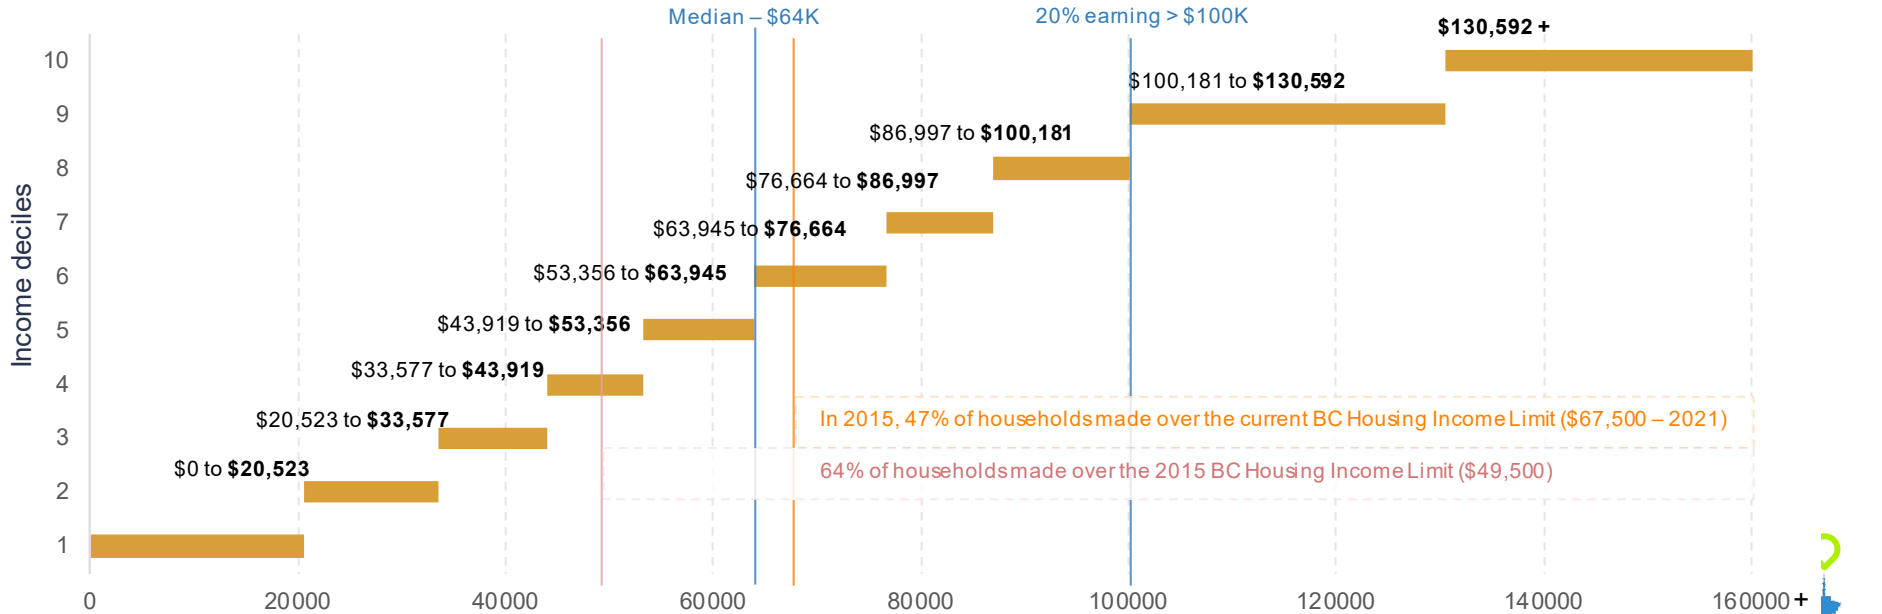 Median – $64K
20% earning > $100K
$130,592 +
10
$100,181 to $130,592
9
$86,997 to $100,181
8
$76,664 to $86,997
7
$63,945 to $76,664
6
$53,356 to $63,945
5
$43,919 to $53,356
4
$33,577 to $43,919
3
$20,523 to $33,577
2
$0 to $20,523
1
Income deciles
In 2015, 47% of households made over the current BC Housing Income Limit ($67,500 – 2021)
64% of households made over the 2015 BC Housing Income Limit ($49,500)
0 20000 40000 60000 80000 100000 120000 140000 160000+